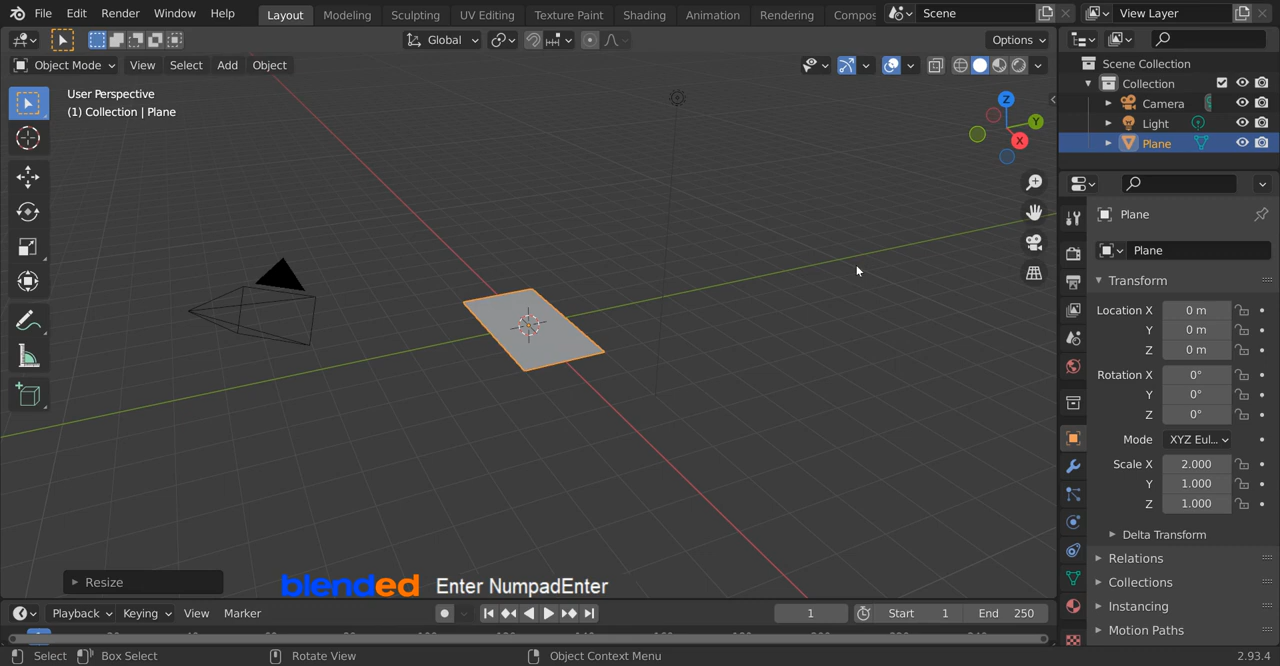 File Edit Render Window Help Layout Modeling Sculpting UV Editing Texture Paint Shading Animation Rendering Compos Scene View Layer
Global Options
Object Mode View Select Add Object
User Perspective
(1) Collection | Plane
Z
Y
X
Scene Collection
Collection
Camera
Light
Plane
Plane
Plane
Transform
Location X 0 m
Y 0 m
Z 0 m
Rotation X 0°
Y 0°
Z 0°
Mode XYZ Eul...
Scale X 2.000
Y 1.000
Z 1.000
Delta Transform
Relations
Collections
Instancing
Motion Paths
Resize
blended Enter NumpadEnter
Playback Keying View Marker 1 Start 1 End 250
Select Box Select Rotate View Object Context Menu 2.93.4